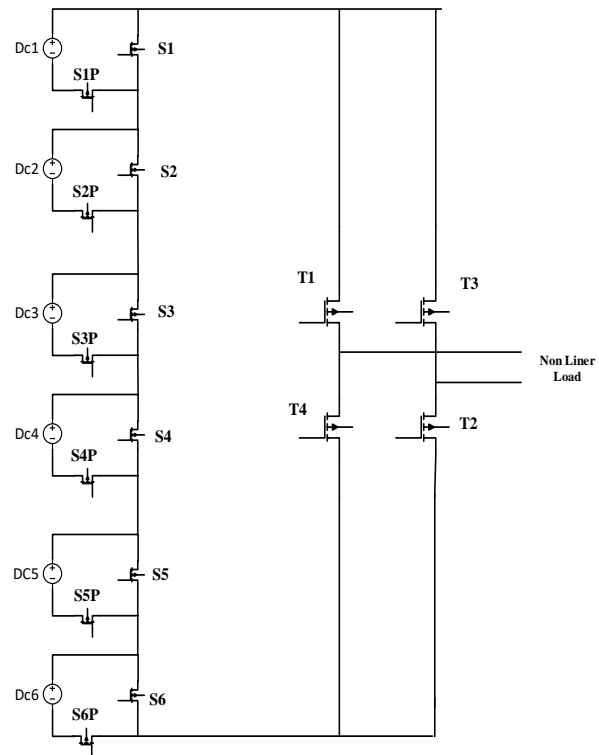 Dc1
S1
S1P
Dc2
S2
S2P
Dc3
S3
S3P
T1
T3
Non Liner
Load
Dc4
S4
S4P
T4
T2
DC5
S5
S5P
Dc6
S6
S6P